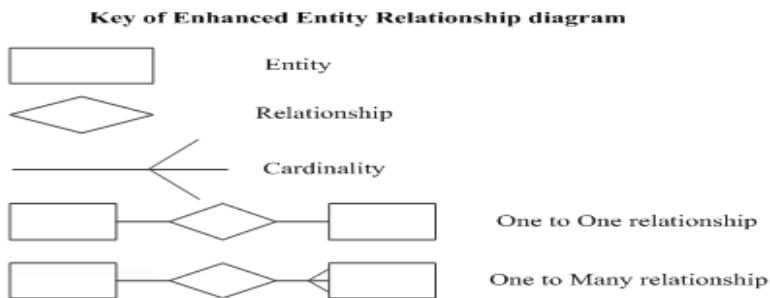 Key of Enhanced Entity Relationship diagram
Entity
Relationship
Cardinality
One to One relationship
One to Many relationship